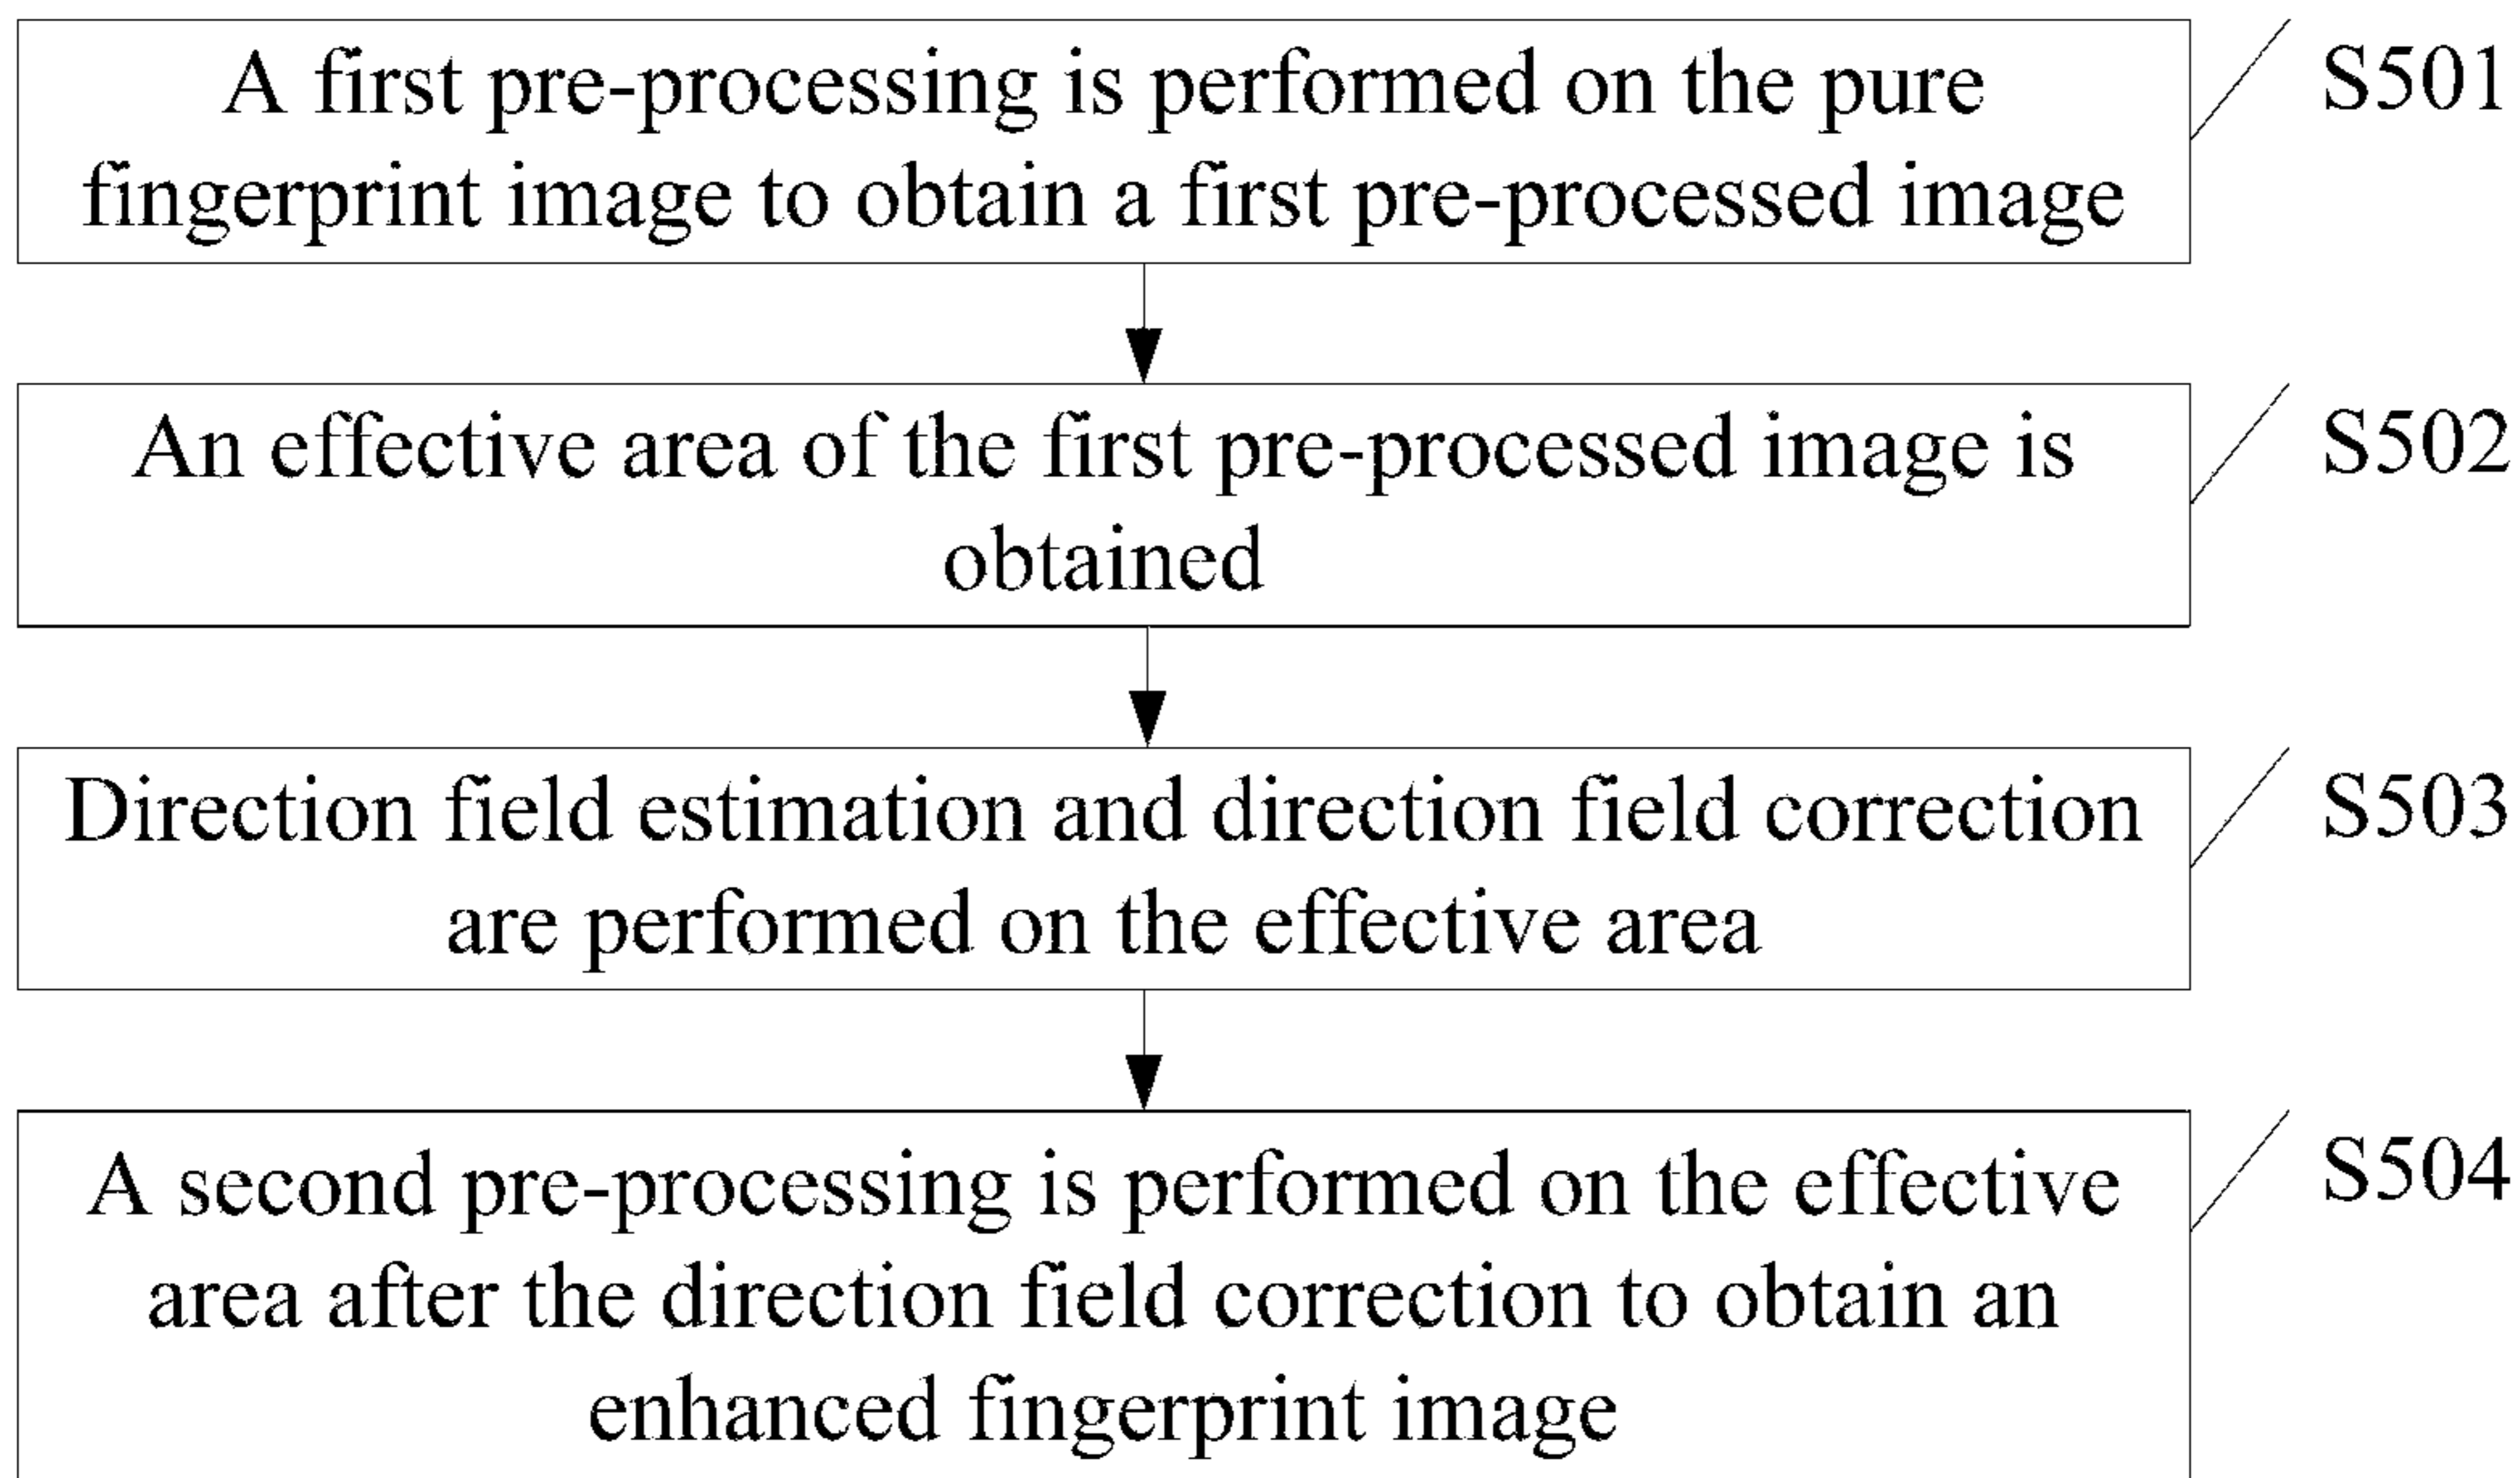 A first pre-processing is performed on the pure
fingerprint image to obtain a first pre-processed image
S501
An effective area of the first pre-processed image is
obtained
S502
Direction field estimation and direction field correction
are performed on the effective area
S503
A second pre-processing is performed on the effective
area after the direction field correction to obtain an
enhanced fingerprint image
S504